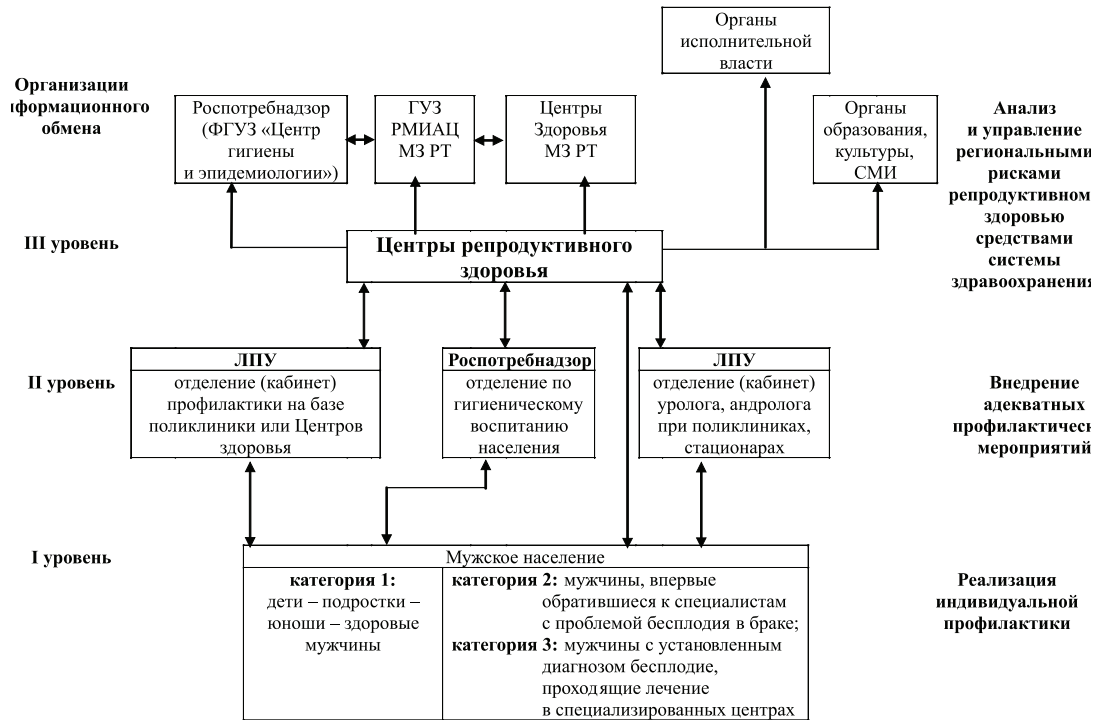 Органы
исполнительной
власти
Организации
нформационного
обмена
Роспотребнадзор
(ФГУЗ «Центр
гигиены
и эпидемиологии»)
ГУЗ
РМИАЦ
МЗ РТ
Центры
Здоровья
МЗ РТ
Органы
образования,
культуры,
СМИ
Анализ
и управление
региональными
рисками
репродуктивном
здоровью
средствами
системы
здравоохранения
III уровень
Центры репродуктивного
здоровья
II уровень
ЛПУ
отделение (кабинет)
профилактики на базе
поликлиники или Центров
здоровья
Роспотребнадзор
отделение по
гигиеническому
воспитанию
населения
ЛПУ
отделение (кабинет)
уролога, андролога
при поликлиниках,
стационарах
Внедрение
адекватных
профилактическ
мероприятий
I уровень
Мужское население
категория 1:
дети – подростки –
юноши – здоровые
мужчины
категория 2: мужчины, впервые
обратившиеся к специалистам
с проблемой бесплодия в браке;
категория 3: мужчины с установленным
диагнозом бесплодие,
проходящие лечение
в специализированных центрах
Реализация
индивидуальной
профилактики